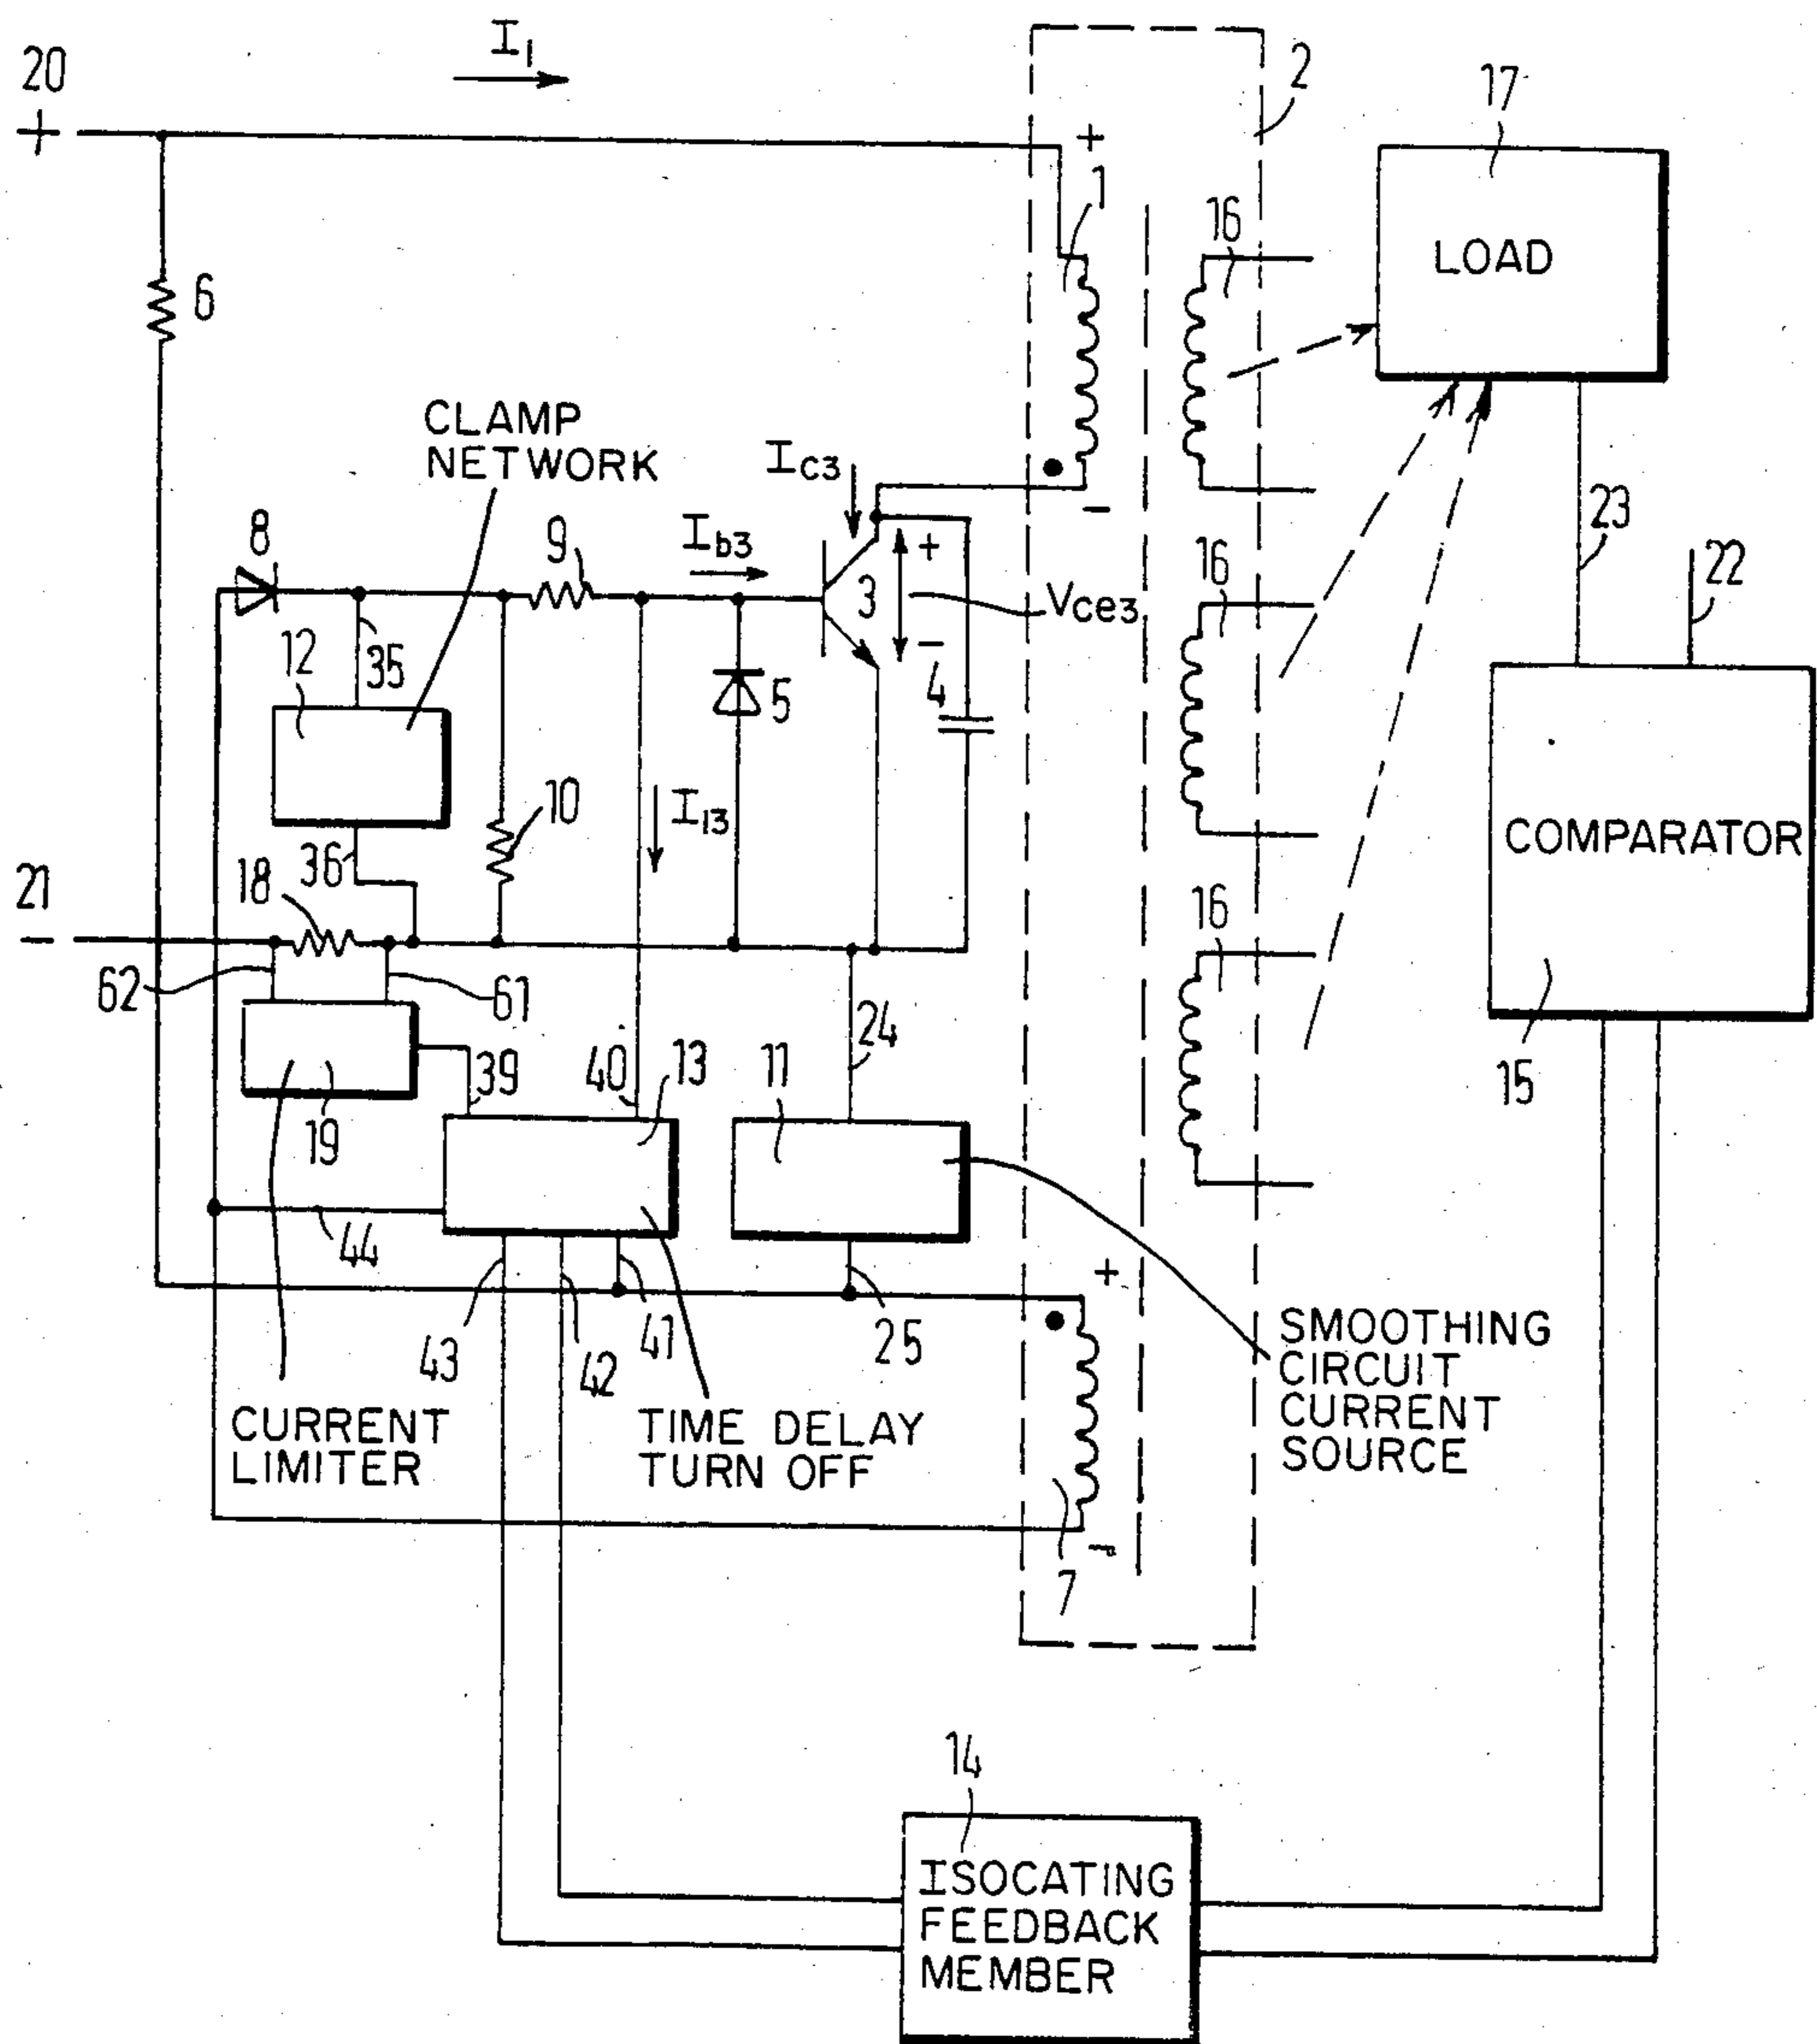 I1
20
+
2
17
+
1
16
LOAD
6
CLAMP
NETWORK
Ic3
-
23
22
8
9
Ib3
+
3
Vce3
-
16
12
35
5
4
10
I13
COMPARATOR
21
-
18
36
16
62
61
24
39
40
13
11
15
19
44
+
43
42
41
25
SMOOTHING
CIRCUIT
CURRENT
SOURCE
CURRENT
LIMITER
TIME DELAY
TURN OFF
-
7
14
ISOCATING
FEEDBACK
MEMBER